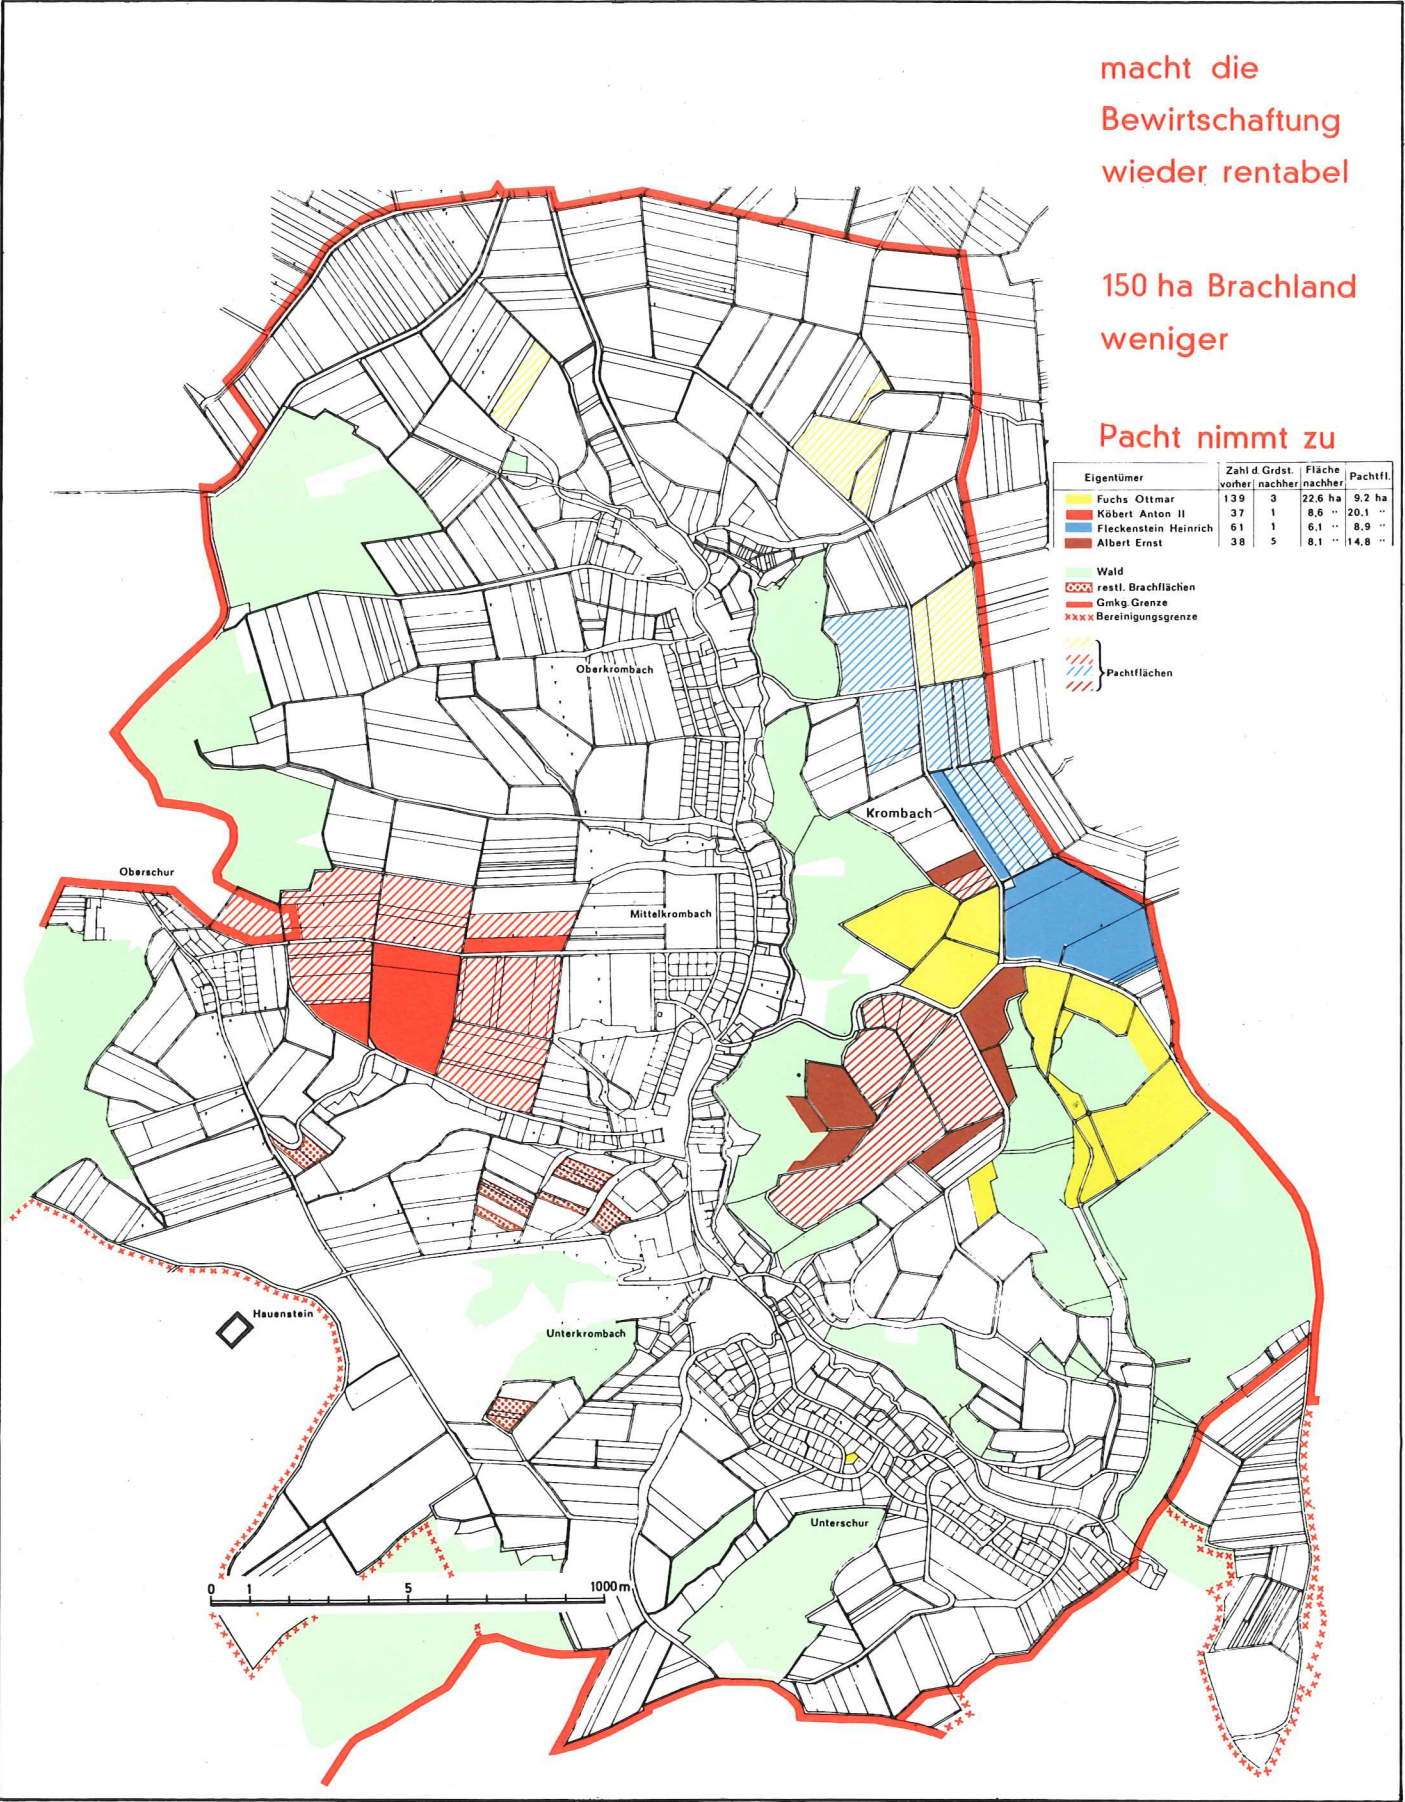 macht die
Bewirtschaftung
wieder rentabel
150 ha Brachland
weniger
Pacht nimmt zu
Eigentümer Zahl d. Grdst. Fläche Pachtfl.
vorher nachher nachher
Fuchs Ottmar 139 3 22,6 ha 9,2 ha
Köbert Anton II 37 1 8,6 " 20,1 "
Fleckenstein Heinrich 61 1 6,1 " 8,9 "
Albert Ernst 38 5 8,1 " 14,8 "
Wald
restl. Brachflächen
Gmkg. Grenze
xxxx Bereinigungsgrenze
Pachtflächen
Oberkrombach
Krombach
Oberschur
Mittelkrombach
Hauenstein
Unterkrombach
Unterschur
0 1 5 1000 m